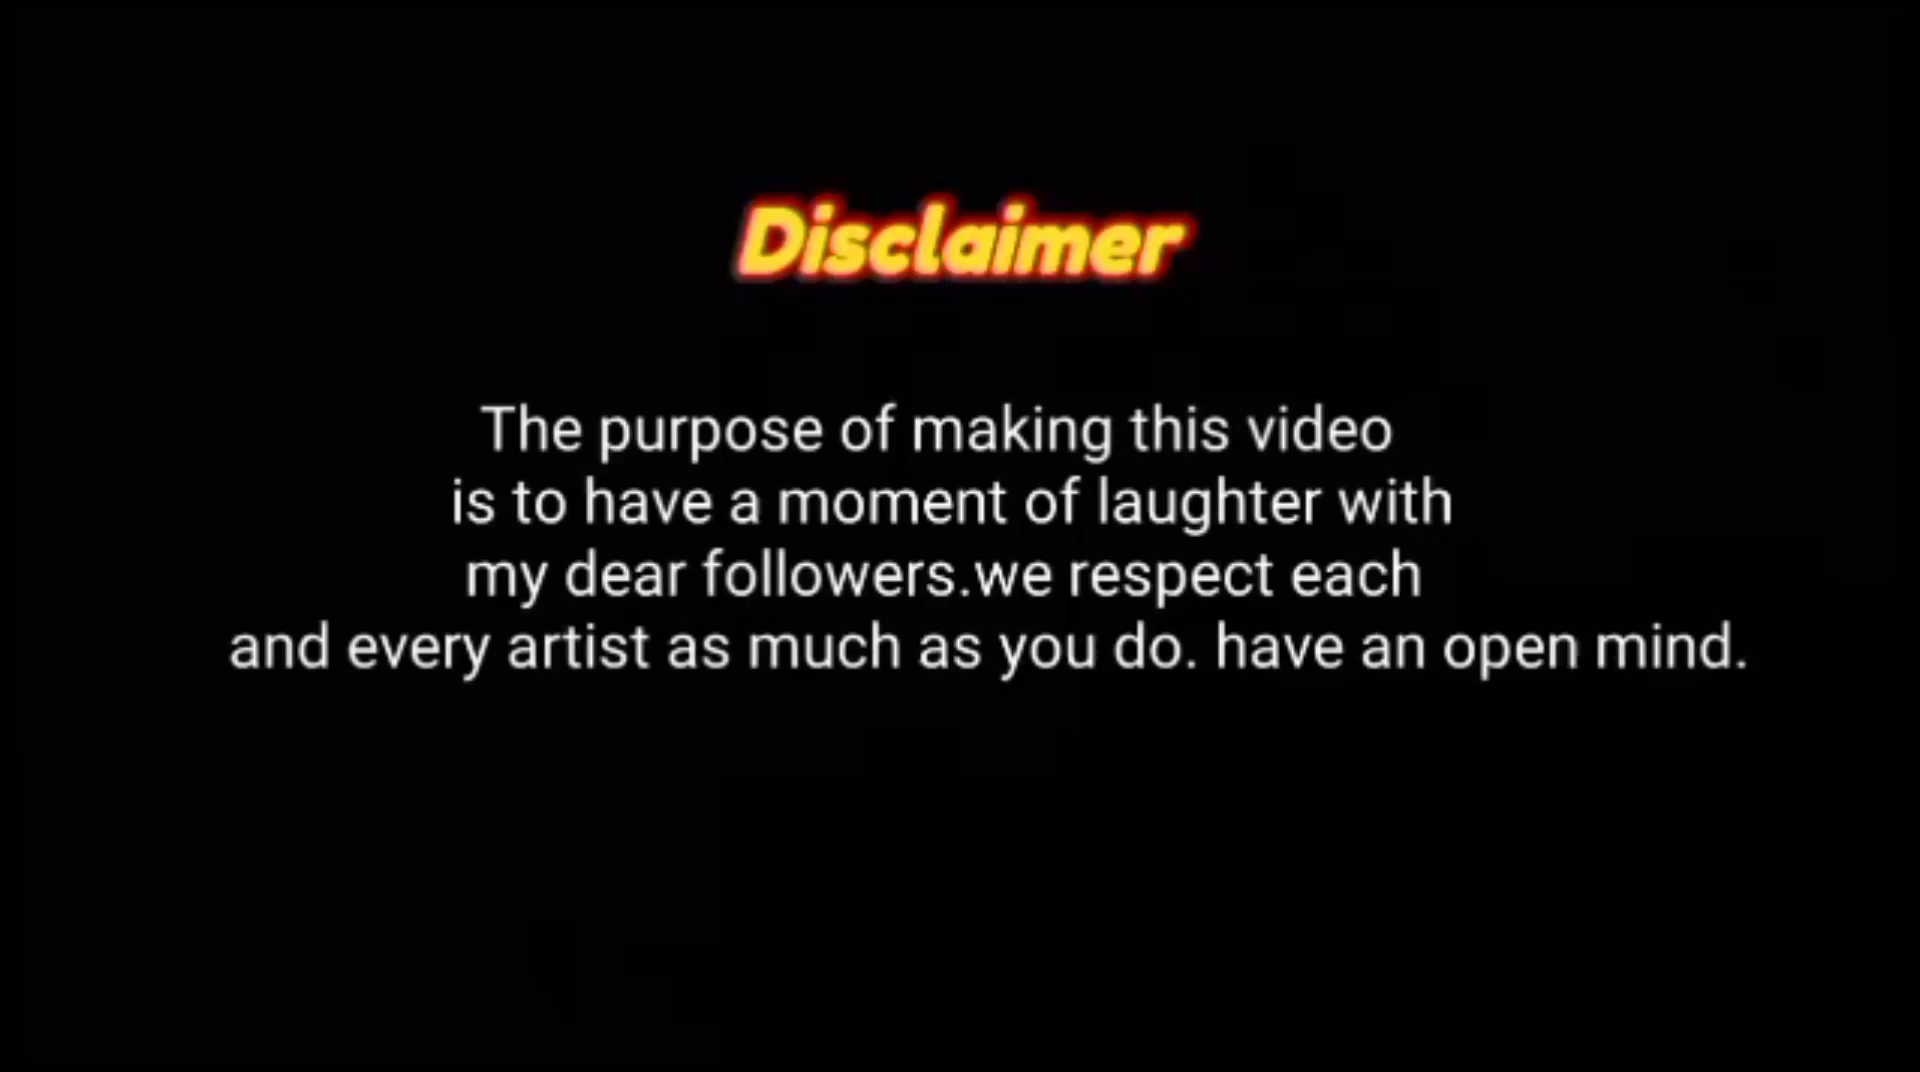 Disclaimer
The purpose of making this video
is to have a moment of laughter with
my dear followers.we respect each
and every artist as much as you do. have an open mind.